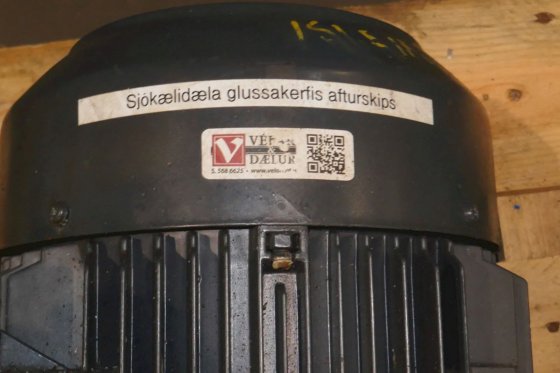 Sjókælidæla glussakerfis afturskips
V
&
DÆLUR
S. 568 6625